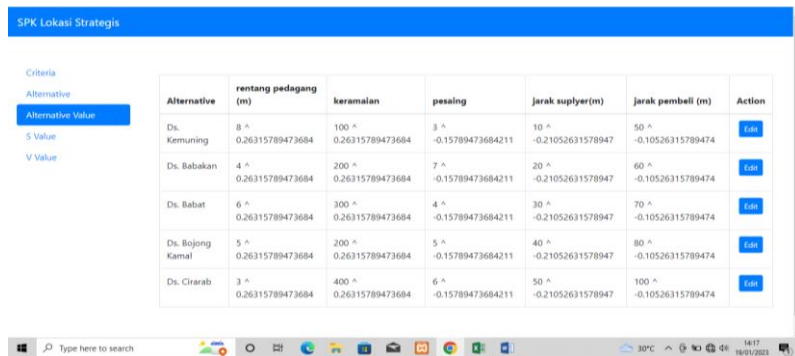 SPK Lokasi Strategis
Criteria
Alternative
Alternative Value
S Value
V Value
Alternative rentang pedagang (m) keramaian pesaing jarak suplyer(m) jarak pembeli (m) Action
Ds. Kemuning 8 ^ 0.26315789473684 100 ^ 0.26315789473684 3 ^ -0.15789473684211 10 ^ -0.21052631578947 50 ^ -0.10526315789474 Edit
Ds. Babakan 4 ^ 0.26315789473684 200 ^ 0.26315789473684 7 ^ -0.15789473684211 20 ^ -0.21052631578947 60 ^ -0.10526315789474 Edit
Ds. Babat 6 ^ 0.26315789473684 300 ^ 0.26315789473684 4 ^ -0.15789473684211 30 ^ -0.21052631578947 70 ^ -0.10526315789474 Edit
Ds. Bojong Kamal 5 ^ 0.26315789473684 200 ^ 0.26315789473684 5 ^ -0.15789473684211 40 ^ -0.21052631578947 80 ^ -0.10526315789474 Edit
Ds. Cirarab 3 ^ 0.26315789473684 400 ^ 0.26315789473684 6 ^ -0.15789473684211 50 ^ -0.21052631578947 100 ^ -0.10526315789474 Edit
Type here to search
30°C
14:17
19/01/2023